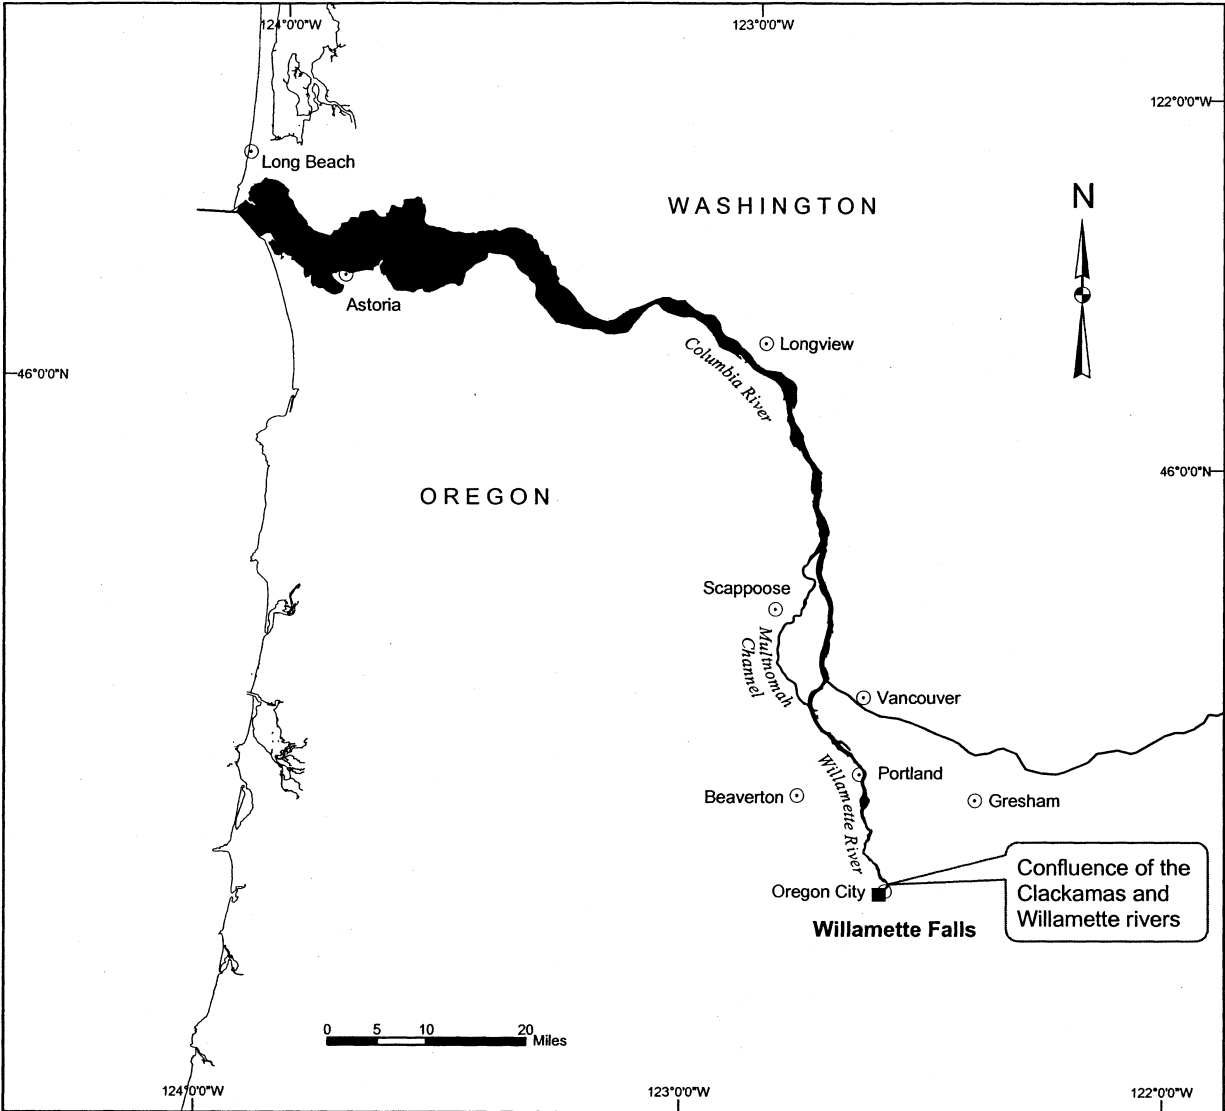 124°0'0"W
123°0'0"W
122°0'0"W
Long Beach
WASHINGTON
N
Astoria
Longview
Columbia River
46°0'0"N
46°0'0"N
OREGON
Scappoose
Multnomah
Channel
Vancouver
Willamette River
Portland
Beaverton
Gresham
Confluence of the
Clackamas and
Willamette rivers
Oregon City
Willamette Falls
0 5 10 20
Miles
124°0'0"W
123°0'0"W
122°0'0"W